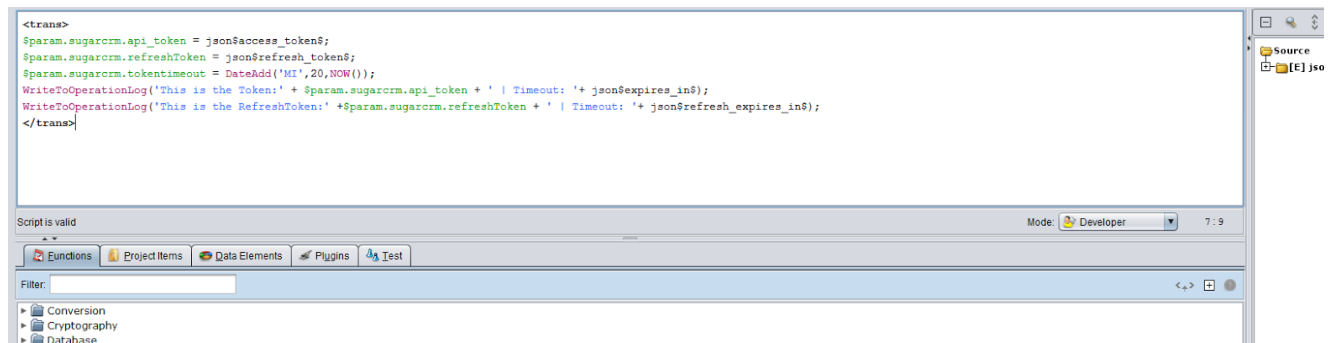 <trans>
$param.sugarcrm.api_token = json$access_token$;
$param.sugarcrm.refreshToken = json$refresh_token$;
$param.sugarcrm.tokentimeout = DateAdd('MI',20,NOW());
WriteToOperationLog('This is the Token:' + $param.sugarcrm.api_token + ' | Timeout: '+ json$expires_in$);
WriteToOperationLog('This is the RefreshToken:' +$param.sugarcrm.refreshToken + ' | Timeout: '+ json$refresh_expires_in$);
</trans>
Source
[E] jso
Script is valid
Mode: Developer
7 : 9
Functions Project Items Data Elements Plugins Test
Filter:
Conversion
Cryptography
Database